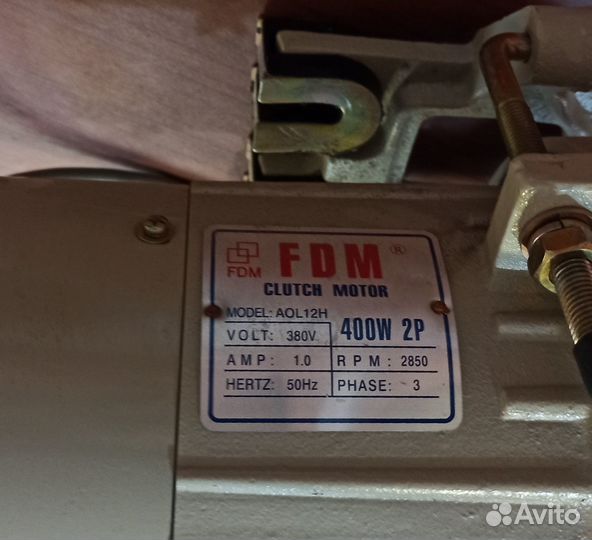 FDM ®
FDM
CLUTCH MOTOR
MODEL: AOL12H
VOLT: 380V 400W 2P
AMP: 1.0 RPM: 2850
HERTZ: 50Hz PHASE: 3
Avito